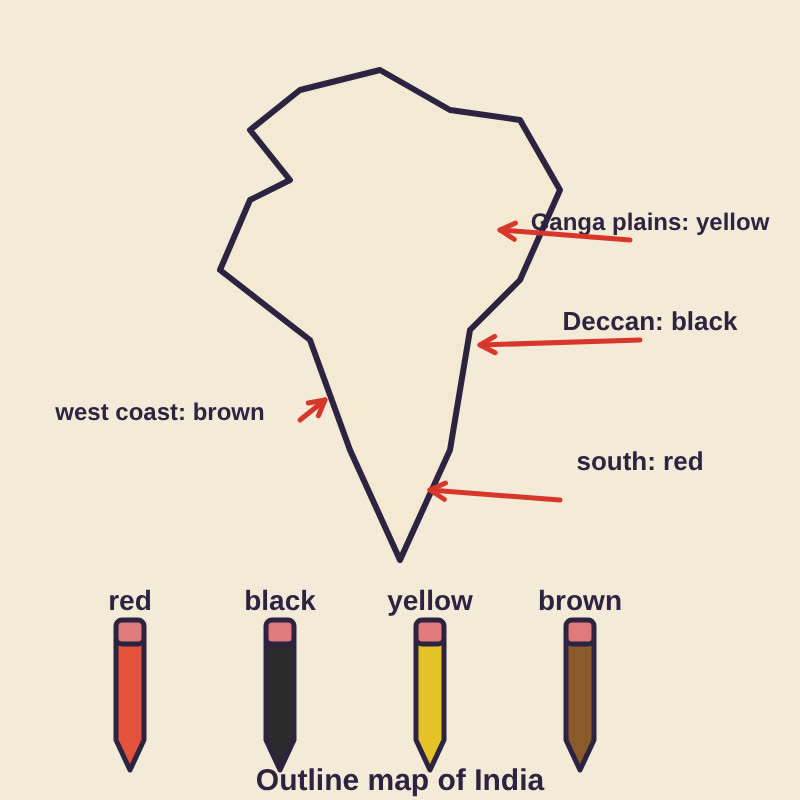 Ganga plains: yellow
Deccan: black
west coast: brown
south: red
red
black
yellow
brown
Outline map of India